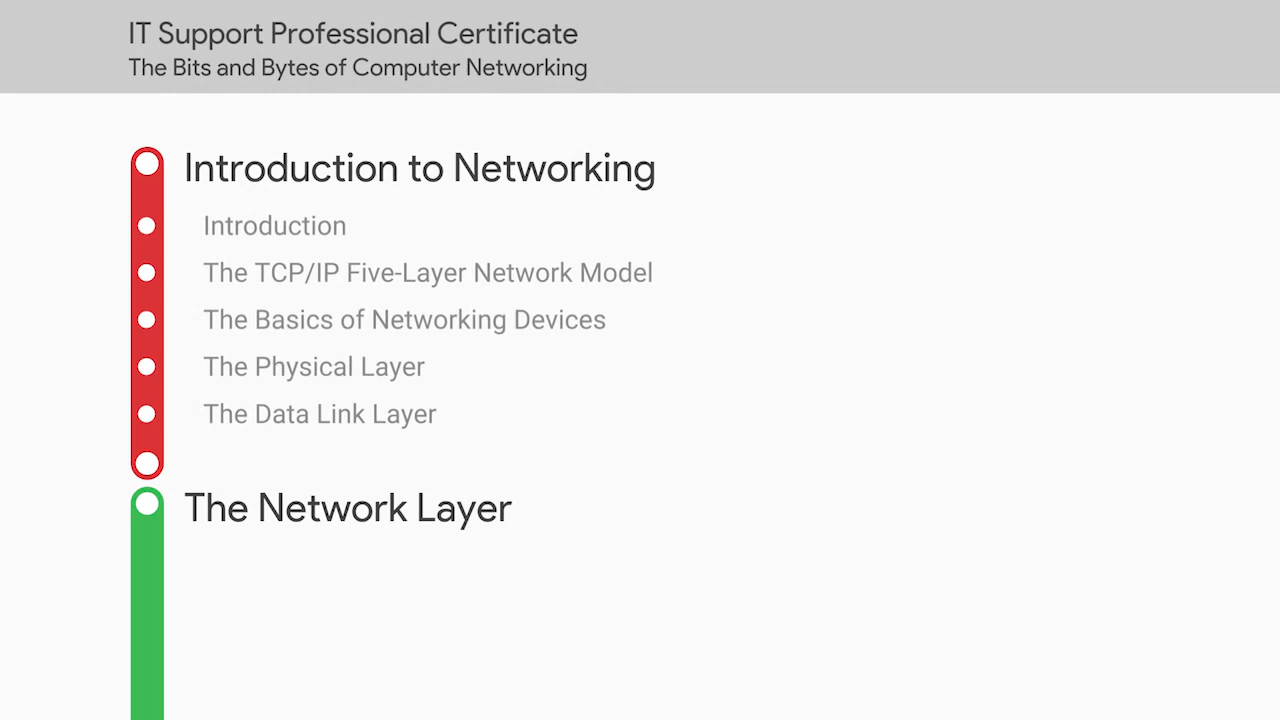 IT Support Professional Certificate
The Bits and Bytes of Computer Networking
Introduction to Networking
Introduction
The TCP/IP Five-Layer Network Model
The Basics of Networking Devices
The Physical Layer
The Data Link Layer
The Network Layer